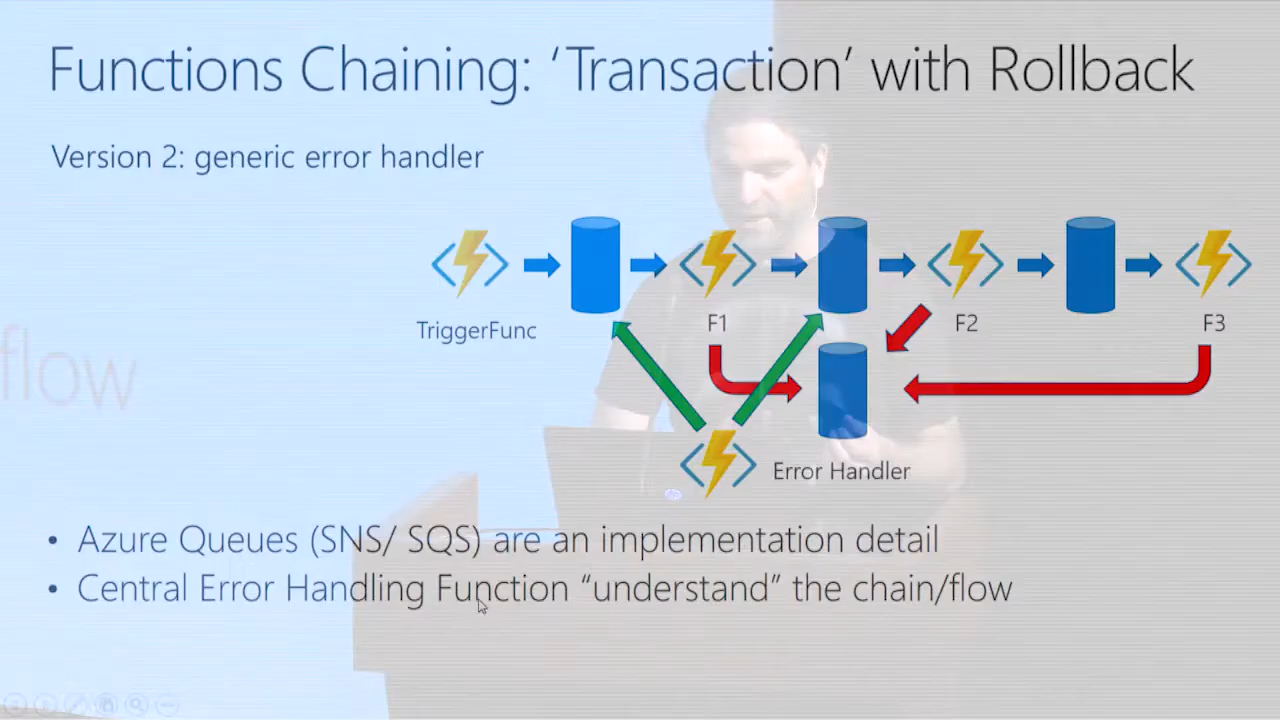 Functions Chaining: ‘Transaction’ with Rollback
Version 2: generic error handler
TriggerFunc
F1
F2
F3
flow
Error Handler
• Azure Queues (SNS/ SQS) are an implementation detail
• Central Error Handling Function “understand” the chain/flow